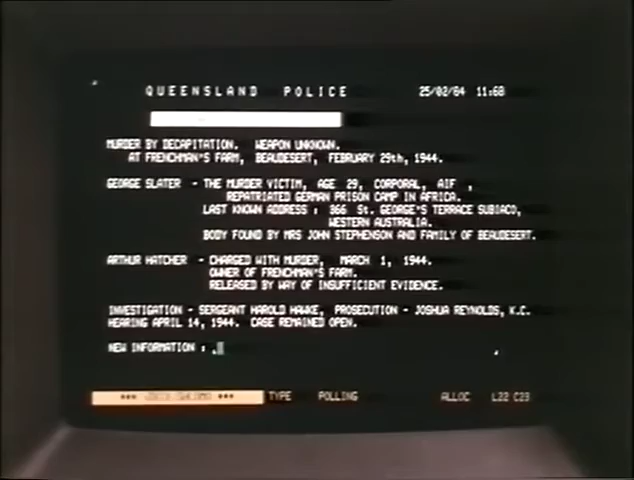 QUEENSLAND POLICE 25/02/84 11:68
MURDER BY DECAPITATION. WEAPON UNKNOWN.
AT FRENCHMAN'S FARM, BEAUDESERT, FEBRUARY 29th, 1944.
GEORGE SLATER - THE MURDER VICTIM, AGE 29, CORPORAL, AIF ,
REPATRIATED GERMAN PRISON CAMP IN AFRICA.
LAST KNOWN ADDRESS : 366 St. GEORGE'S TERRACE SUBIACO,
WESTERN AUSTRALIA.
BODY FOUND BY MRS JOHN STEPHENSON AND FAMILY OF BEAUDESERT.
ARTHUR HATCHER - CHARGED WITH MURDER, MARCH 1, 1944.
OWNER OF FRENCHMAN'S FARM.
RELEASED BY WAY OF INSUFFICIENT EVIDENCE.
INVESTIGATION - SERGEANT HAROLD HAWKE, PROSECUTION - JOSHUA REYNOLDS, K.C.
HEARING APRIL 14, 1944. CASE REMAINED OPEN.
NEW INFORMATION :
*** *** TYPE POLLING ALLOC L22 C23